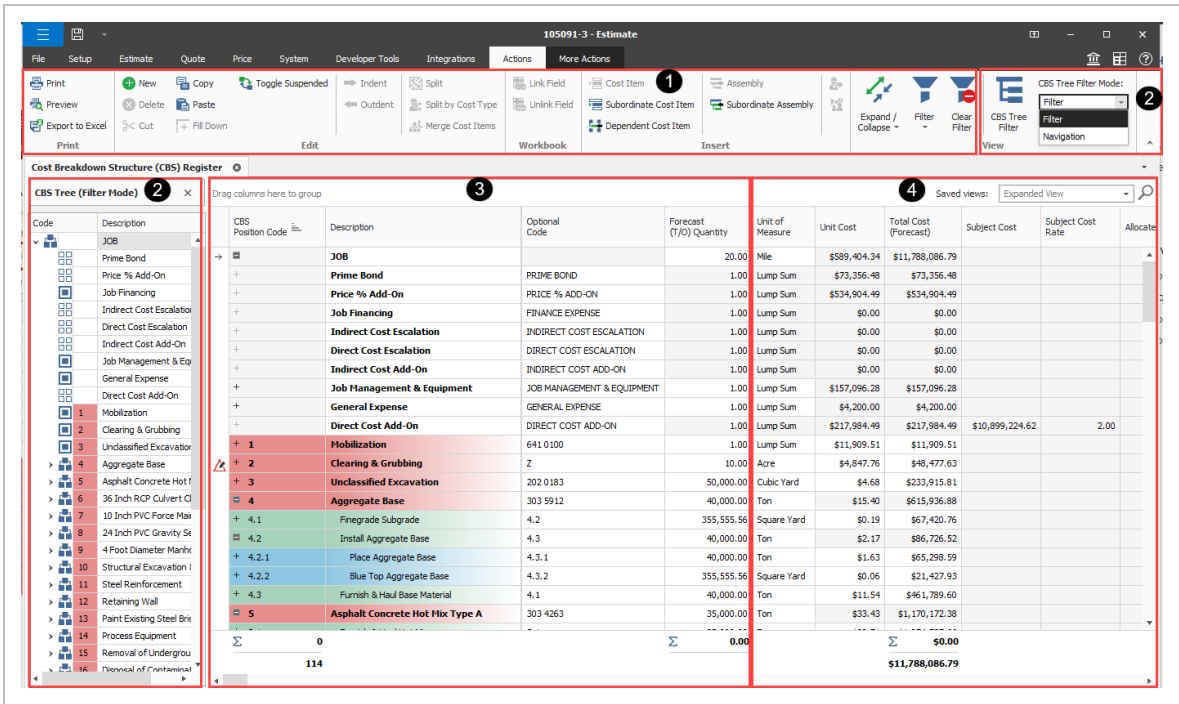 105091-3 - Estimate
File Setup Estimate Quote Price System Developer Tools Integrations Actions More Actions
Print New Copy Toggle Suspended Indent Split Link Field Cost Item 1 Assembly CBS Tree Filter Mode:
Preview Delete Paste Outdent Split by Cost Type Unlink Field Subordinate Cost Item Subordinate Assembly Filter 2
Export to Excel Cut Fill Down Merge Cost Items Dependent Cost Item Expand / Collapse Filter Clear Filter CBS Tree Filter Filter
Navigation
Print Edit Workbook Insert View
Cost Breakdown Structure (CBS) Register
CBS Tree (Filter Mode) 2 Drag columns here to group 3 4 Saved views: Expanded View
Code Description CBS Position Code Description Optional Code Forecast (T/O) Quantity Unit of Measure Unit Cost Total Cost (Forecast) Subject Cost Subject Cost Rate Allocate
JOB JOB 20.00 Mile $589,404.34 $11,788,086.79
Prime Bond Prime Bond PRIME BOND 1.00 Lump Sum $73,356.48 $73,356.48
Price % Add-On Price % Add-On PRICE % ADD-ON 1.00 Lump Sum $534,904.49 $534,904.49
Job Financing Job Financing FINANCE EXPENSE 1.00 Lump Sum $0.00 $0.00
Indirect Cost Escalation Indirect Cost Escalation INDIRECT COST ESCALATION 1.00 Lump Sum $0.00 $0.00
Direct Cost Escalation Direct Cost Escalation DIRECT COST ESCALATION 1.00 Lump Sum $0.00 $0.00
Indirect Cost Add-On Indirect Cost Add-On INDIRECT COST ADD-ON 1.00 Lump Sum $0.00 $0.00
Job Management & Equ Job Management & Equipment JOB MANAGEMENT & EQUIPMENT 1.00 Lump Sum $157,096.28 $157,096.28
General Expense General Expense GENERAL EXPENSE 1.00 Lump Sum $4,200.00 $4,200.00
Direct Cost Add-On Direct Cost Add-On DIRECT COST ADD-ON 1.00 Lump Sum $217,984.49 $217,984.49 $10,899,224.62 2.00
1 Mobilization 1 Mobilization 641 0100 1.00 Lump Sum $11,909.51 $11,909.51
2 Clearing & Grubbing 2 Clearing & Grubbing Z 10.00 Acre $4,847.76 $48,477.63
3 Unclassified Excavation 3 Unclassified Excavation 202 0183 50,000.00 Cubic Yard $4.68 $233,915.81
4 Aggregate Base 4 Aggregate Base 303 5912 40,000.00 Ton $15.40 $615,936.88
5 Asphalt Concrete Hot M 4.1 Finegrade Subgrade 4.2 355,555.56 Square Yard $0.19 $67,420.76
6 36 Inch RCP Culvert Cl 4.2 Install Aggregate Base 4.3 40,000.00 Ton $2.17 $86,726.52
7 10 Inch PVC Force Mai 4.2.1 Place Aggregate Base 4.3.1 40,000.00 Ton $1.63 $65,298.59
8 24 Inch PVC Gravity Se 4.2.2 Blue Top Aggregate Base 4.3.2 355,555.56 Square Yard $0.06 $21,427.93
9 4 Foot Diameter Manho 4.3 Furnish & Haul Base Material 4.1 40,000.00 Ton $11.54 $461,789.60
10 Structural Excavation & 5 Asphalt Concrete Hot Mix Type A 303 4263 35,000.00 Ton $33.43 $1,170,172.38
11 Steel Reinforcement
12 Retaining Wall
13 Paint Existing Steel Bri
14 Process Equipment
15 Removal of Undergrou Σ 0 Σ 0.00 Σ $0.00
16 Disposal of Contaminat 114 $11,788,086.79